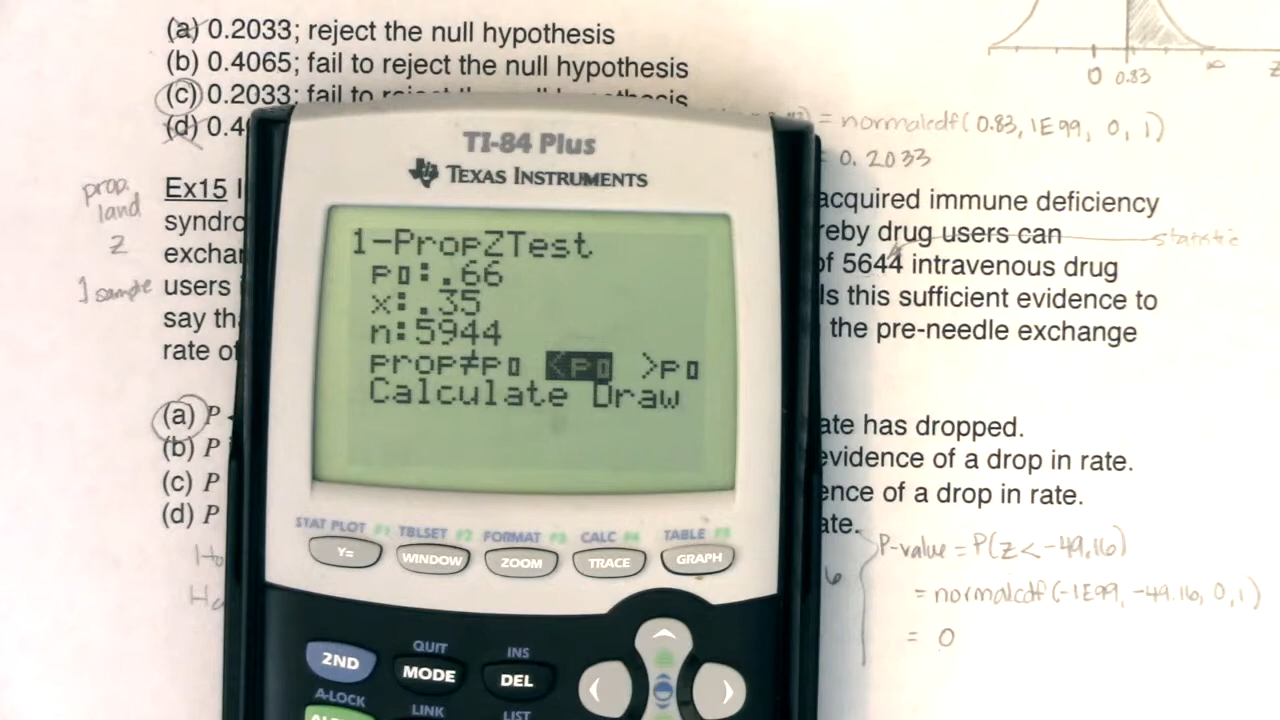 (a) 0.2033; reject the null hypothesis
(b) 0.4065; fail to reject the null hypothesis
(c) 0.2033; fail to
(d) 0.4
0 0.83 ∞ Z
= normalcdf(0.83, 1E99, 0, 1)
= 0.2033
prop.
land
Z
1 sample
Ex15 I
acquired immune deficiency
syndro
reby drug users can
statistic
exchan
of 5644 intravenous drug
users
Is this sufficient evidence to
say th
the pre-needle exchange
rate of
(a) P
ate has dropped.
(b) P
evidence of a drop in rate.
(c) P
ence of a drop in rate.
(d) P
ate.
H₀
Ha
6
P-value = P(Z < -49.16)
= normalcdf(-1E99, -49.16, 0, 1)
= 0
TI-84 Plus
TEXAS INSTRUMENTS
1-PropZTest
p0:.66
x:.35
n:5944
prop≠p0 <p0 >p0
Calculate Draw
STAT PLOT F1 TBLSET F2 FORMAT F3 CALC F4 TABLE F5
Y= WINDOW ZOOM TRACE GRAPH
QUIT INS
2ND MODE DEL
A-LOCK LINK LIST